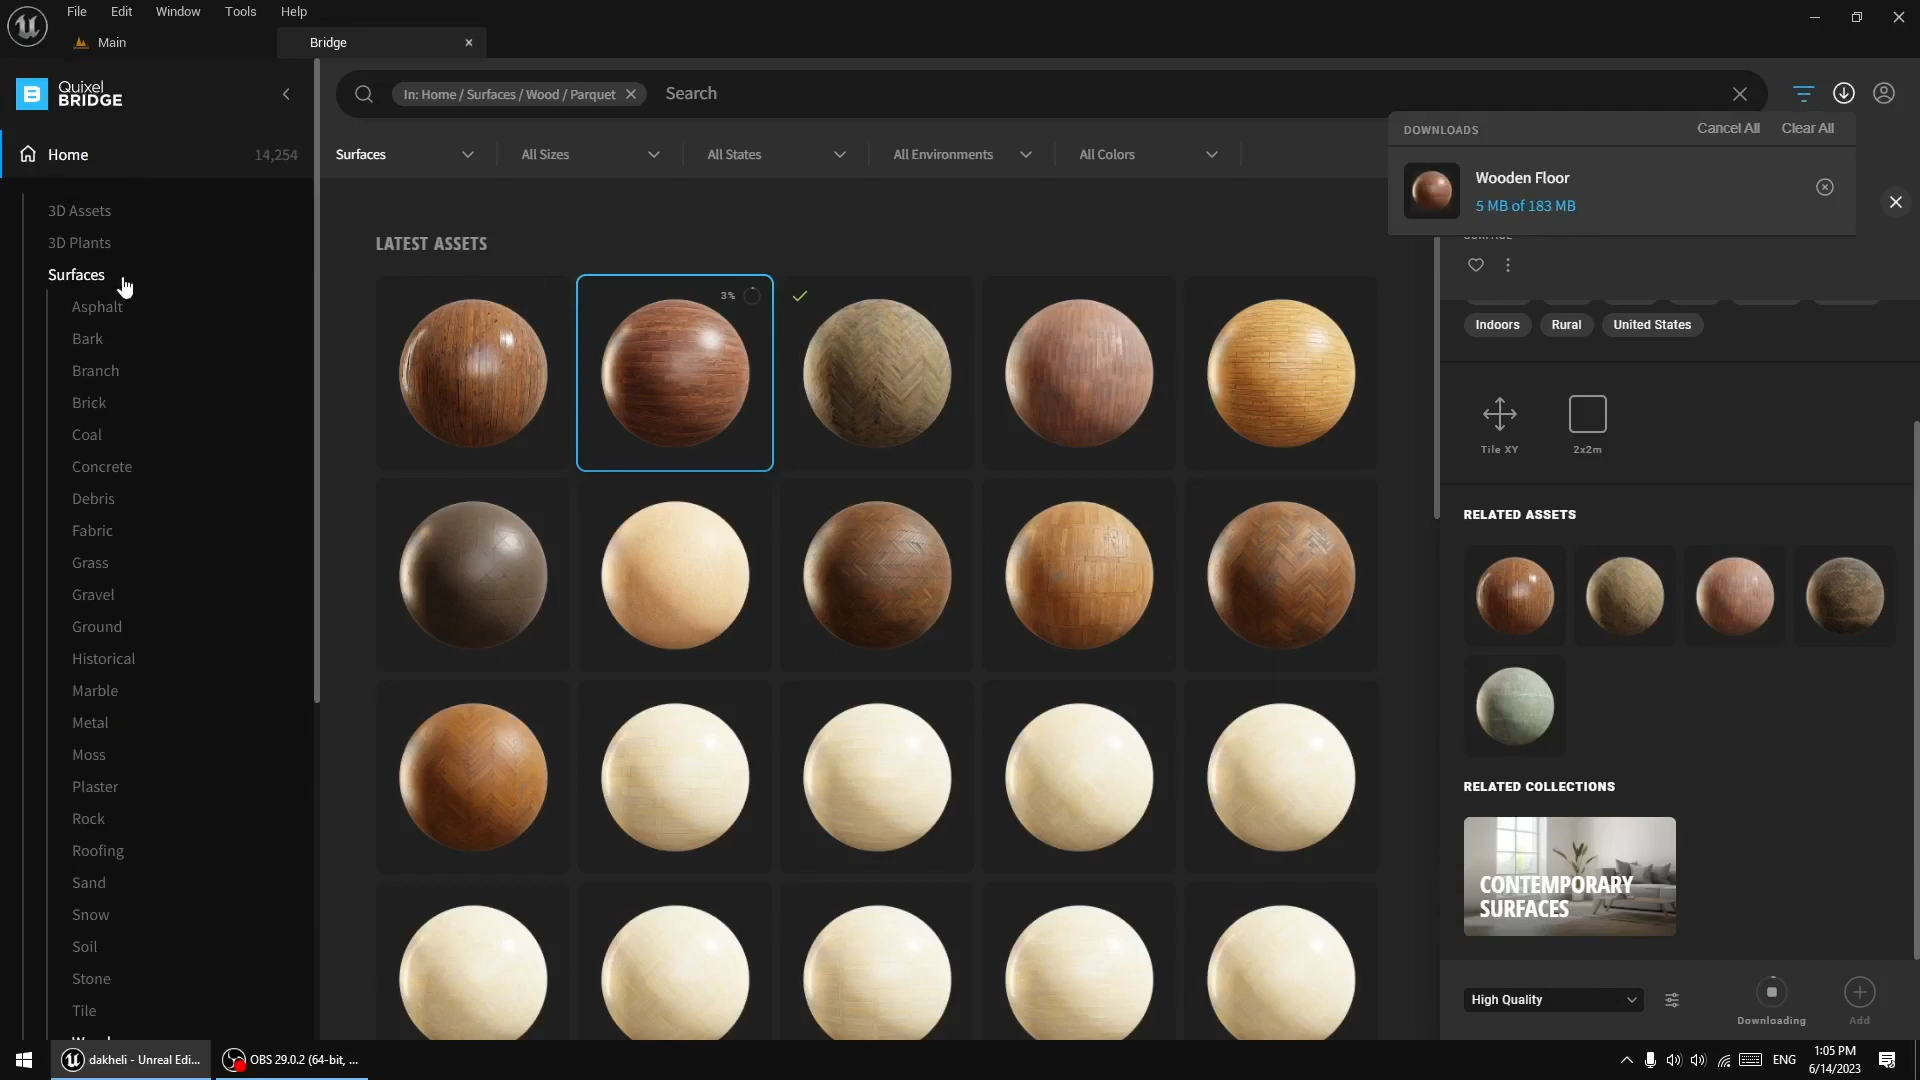 File Edit Window Tools Help
Main
Bridge
Quixel
BRIDGE
In: Home / Surfaces / Wood / Parquet
Search
DOWNLOADS
Cancel All
Clear All
Home
14,254
Surfaces
All Sizes
All States
All Environments
All Colors
Wooden Floor
5 MB of 183 MB
3D Assets
3D Plants
Surfaces
Asphalt
Bark
Branch
Brick
Coal
Concrete
Debris
Fabric
Grass
Gravel
Ground
Historical
Marble
Metal
Moss
Plaster
Rock
Roofing
Sand
Snow
Soil
Stone
Tile
LATEST ASSETS
3%
Indoors
Rural
United States
Tile XY
2x2m
RELATED ASSETS
RELATED COLLECTIONS
CONTEMPORARY
SURFACES
High Quality
Downloading
Add
dakheli - Unreal Edi...
OBS 29.0.2 (64-bit, ...
ENG
1:05 PM
6/14/2023